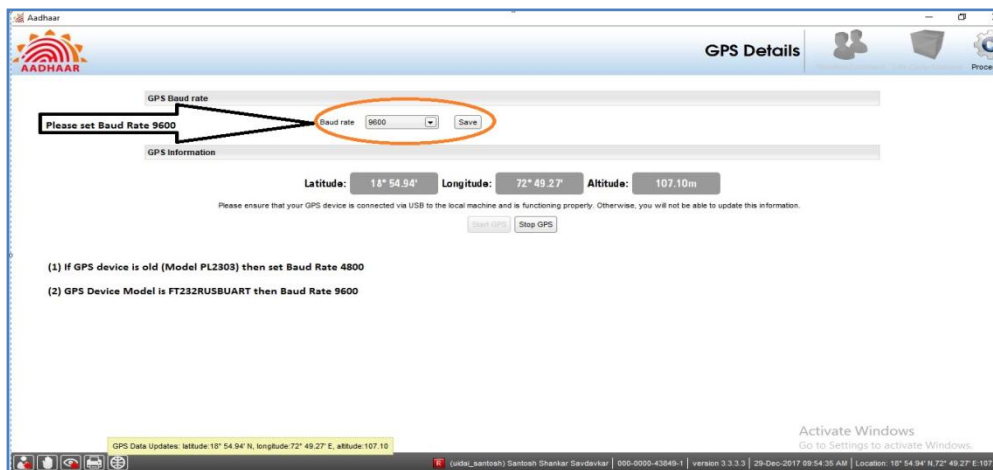 Aadhaar
AADHAAR
GPS Details
Proce
GPS Baud rate
Please set Baud Rate 9600
Baud rate 9600 Save
GPS Information
Latitude: 18° 54.94' Longitude: 72° 49.27' Altitude: 107.10m
Please ensure that your GPS device is connected via USB to the local machine and is functioning properly. Otherwise, you will not be able to update this information.
Start GPS Stop GPS
(1) If GPS device is old (Model PL2303) then set Baud Rate 4800
(2) GPS Device Model is FT232RUSBUART then Baud Rate 9600
Activate Windows
Go to Settings to activate Windows.
GPS Data Updates: latitude:18° 54.94' N, longitude:72° 49.27' E, altitude:107.10
R (uidai_santosh) Santosh Shankar Savdavkar | 000-0000-43849-1 | version 3.3.3.3 | 29-Dec-2017 09:54:35 AM | Location: 18° 54.94' N,72° 49.27' E:107